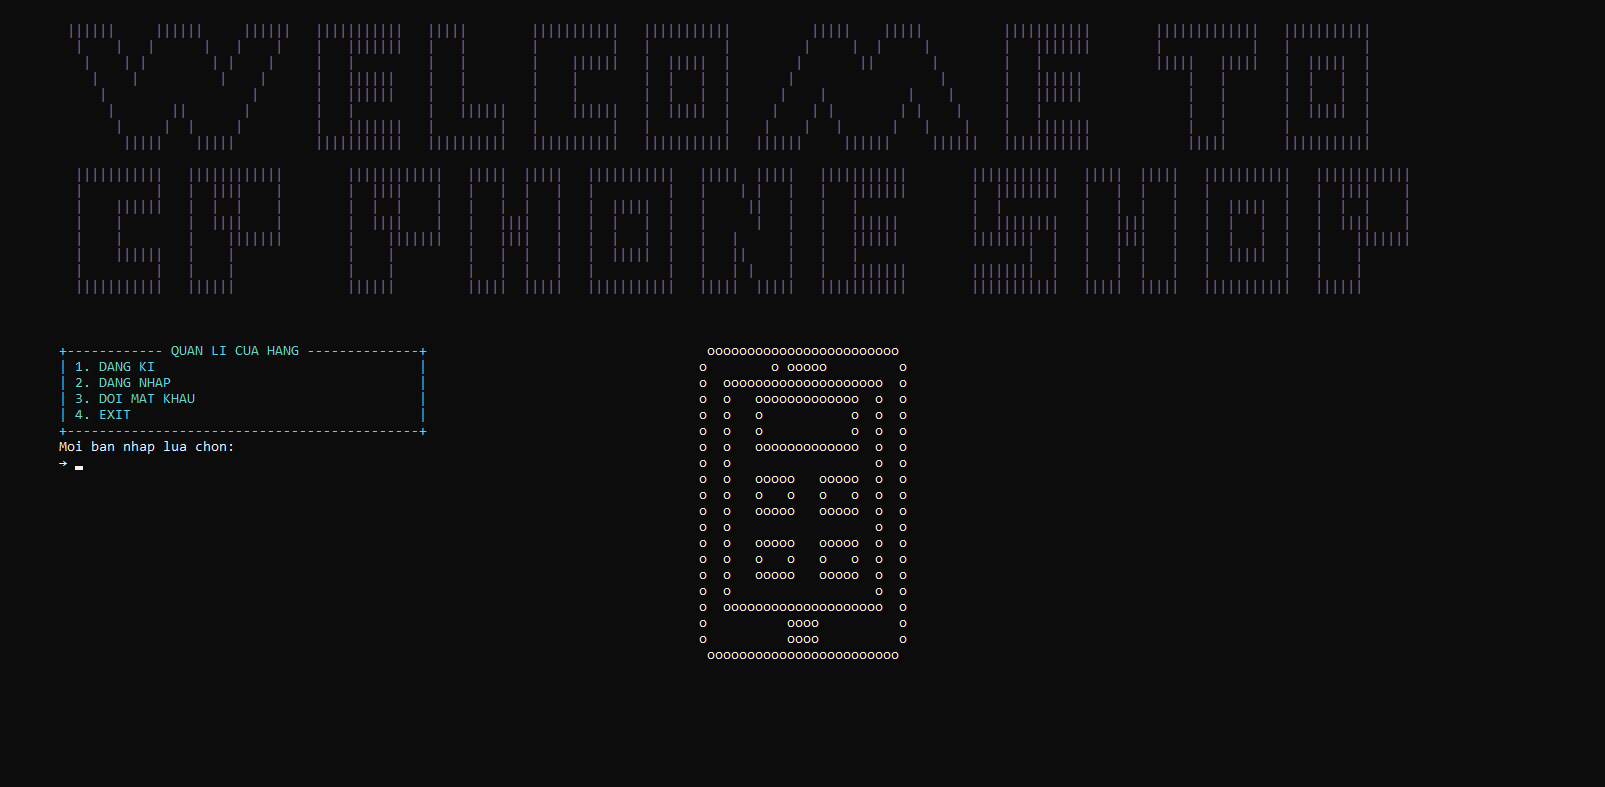 WELCOME TO
CP PHONE SHOP
QUAN LI CUA HANG
1. DANG KI
2. DANG NHAP
3. DOI MAT KHAU
4. EXIT
Moi ban nhap lua chon:
→